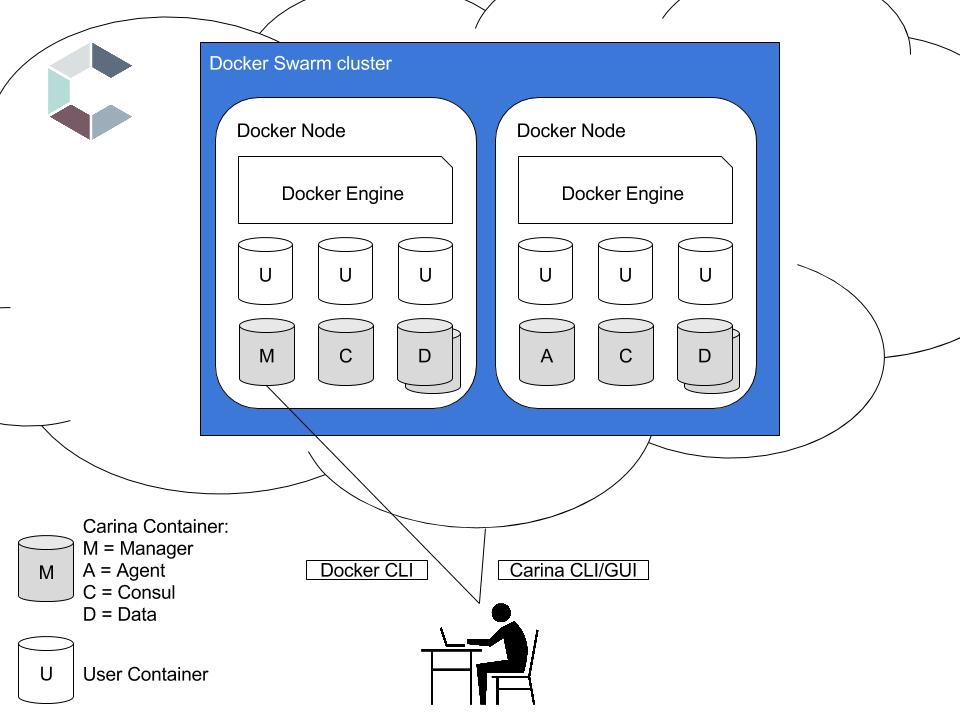 Docker Swarm cluster
Docker Node
Docker Node
Docker Engine
Docker Engine
U U U
U U U
M C D
A C D
Docker CLI
Carina CLI/GUI
M
Carina Container:
M = Manager
A = Agent
C = Consul
D = Data
U
User Container